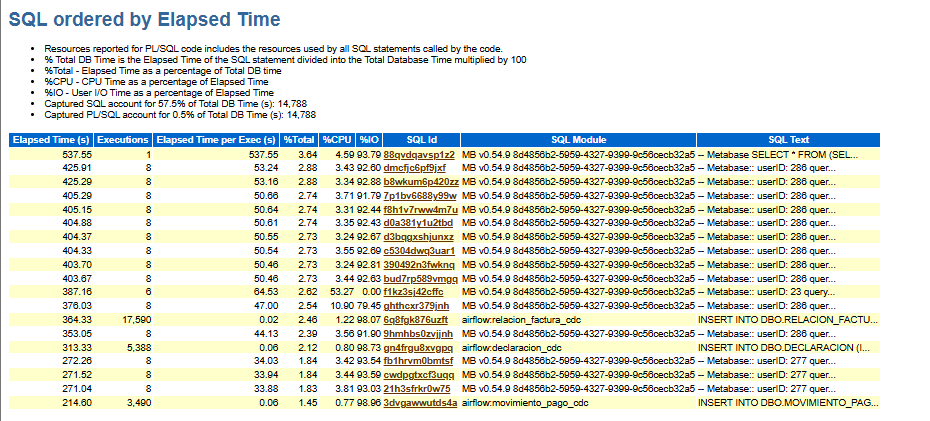 SQL ordered by Elapsed Time
Resources reported for PL/SQL code includes the resources used by all SQL statements called by the code.
% Total DB Time is the Elapsed Time of the SQL statement divided into the Total Database Time multiplied by 100
%Total - Elapsed Time as a percentage of Total DB time
%CPU - CPU Time as a percentage of Elapsed Time
%IO - User I/O Time as a percentage of Elapsed Time
Captured SQL account for 57.5% of Total DB Time (s): 14,788
Captured PL/SQL account for 0.5% of Total DB Time (s): 14,788
Elapsed Time (s) Executions Elapsed Time per Exec (s) %Total %CPU %IO SQL Id SQL Module SQL Text
537.55 1 537.55 3.64 4.59 93.79 88qvdqavsp1z2 MB v0.54.9 8d4856b2-5959-4327-9399-9c56cecb32a5 -- Metabase SELECT * FROM (SEL...
425.91 8 53.24 2.88 3.43 92.60 dmcfjc6pf9jxf MB v0.54.9 8d4856b2-5959-4327-9399-9c56cecb32a5 -- Metabase:: userID: 286 quer...
425.29 8 53.16 2.88 3.34 92.88 b8wkum6p420zz MB v0.54.9 8d4856b2-5959-4327-9399-9c56cecb32a5 -- Metabase:: userID: 286 quer...
405.29 8 50.66 2.74 3.71 91.79 7p1bv6688y99w MB v0.54.9 8d4856b2-5959-4327-9399-9c56cecb32a5 -- Metabase:: userID: 286 quer...
405.15 8 50.64 2.74 3.31 92.44 f8h1v7rww4m7u MB v0.54.9 8d4856b2-5959-4327-9399-9c56cecb32a5 -- Metabase:: userID: 286 quer...
404.88 8 50.61 2.74 3.35 92.43 d0a381y1u2tbd MB v0.54.9 8d4856b2-5959-4327-9399-9c56cecb32a5 -- Metabase:: userID: 286 quer...
404.37 8 50.55 2.73 3.24 92.67 d3bqgxshjunxz MB v0.54.9 8d4856b2-5959-4327-9399-9c56cecb32a5 -- Metabase:: userID: 286 quer...
404.33 8 50.54 2.73 3.55 92.69 c5304dwq3uar1 MB v0.54.9 8d4856b2-5959-4327-9399-9c56cecb32a5 -- Metabase:: userID: 286 quer...
403.70 8 50.46 2.73 3.24 92.81 390492n3fwknq MB v0.54.9 8d4856b2-5959-4327-9399-9c56cecb32a5 -- Metabase:: userID: 286 quer...
403.67 8 50.46 2.73 3.44 92.63 bud7rp589vmgq MB v0.54.9 8d4856b2-5959-4327-9399-9c56cecb32a5 -- Metabase:: userID: 286 quer...
387.16 6 64.53 2.62 53.27 0.00 f1kz3sj42cffc MB v0.54.9 8d4856b2-5959-4327-9399-9c56cecb32a5 -- Metabase:: userID: 23 query...
376.03 8 47.00 2.54 10.90 79.45 ghthcxr379jnh MB v0.54.9 8d4856b2-5959-4327-9399-9c56cecb32a5 -- Metabase:: userID: 286 quer...
364.33 17,590 0.02 2.46 1.22 98.07 6q8fgk876uzft airflow:relacion_factura_cdc INSERT INTO DBO.RELACION_FACTU...
353.05 8 44.13 2.39 3.56 91.90 9hmhbs0zvjjnh MB v0.54.9 8d4856b2-5959-4327-9399-9c56cecb32a5 -- Metabase:: userID: 286 quer...
313.33 5,388 0.06 2.12 0.80 98.73 gn4frgu8xvgpq airflow:declaracion_cdc INSERT INTO DBO.DECLARACION (I...
272.26 8 34.03 1.84 3.42 93.54 fb1hrvm0bmtsf MB v0.54.9 8d4856b2-5959-4327-9399-9c56cecb32a5 -- Metabase:: userID: 277 quer...
271.52 8 33.94 1.84 3.44 93.59 cwdpgtxcf3uqq MB v0.54.9 8d4856b2-5959-4327-9399-9c56cecb32a5 -- Metabase:: userID: 277 quer...
271.04 8 33.88 1.83 3.81 93.03 21h3sfrkr0w75 MB v0.54.9 8d4856b2-5959-4327-9399-9c56cecb32a5 -- Metabase:: userID: 277 quer...
214.60 3,490 0.06 1.45 0.77 98.96 3dvgawwutds4a airflow:movimiento_pago_cdc INSERT INTO DBO.MOVIMIENTO_PAG...